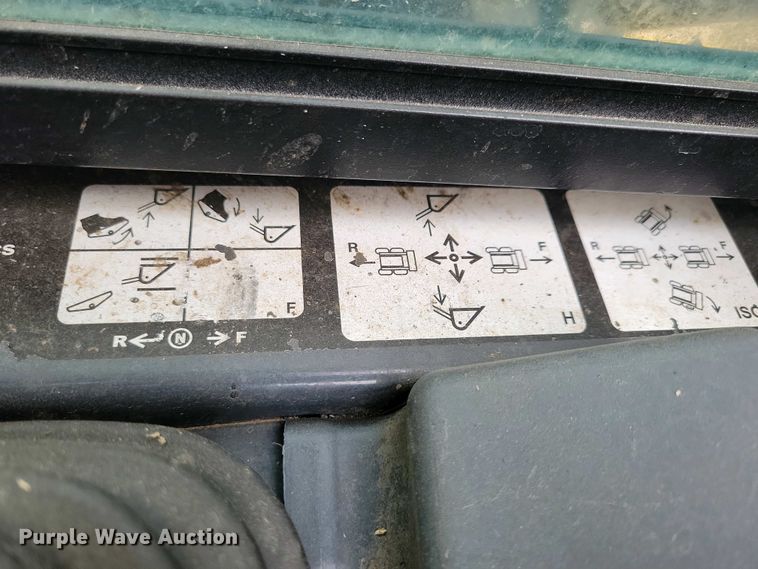 R F
R F
F
H
ISO
R N F
Purple Wave Auction